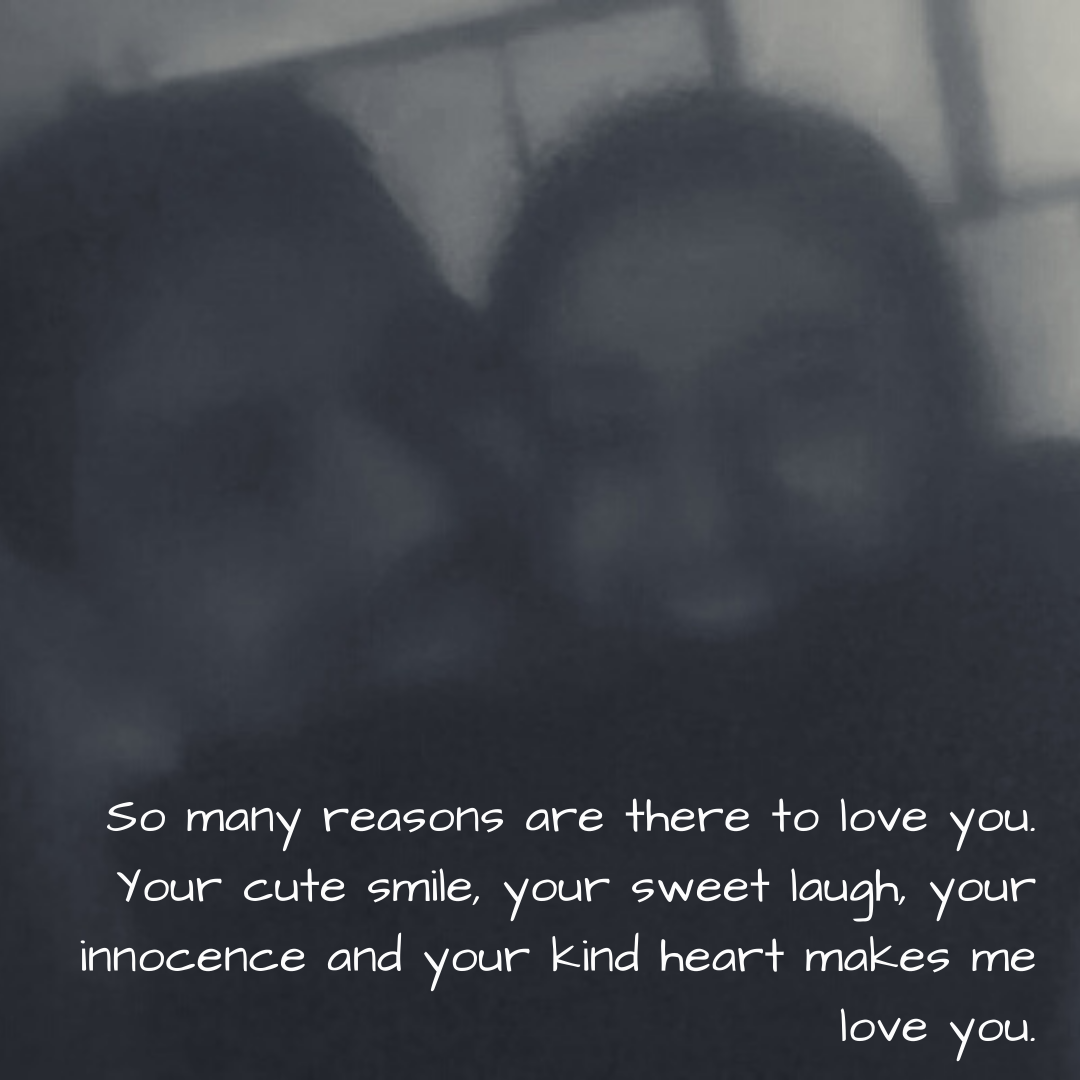 So many reasons are there to love you.
Your cute smile, your sweet laugh, your
innocence and your kind heart makes me
love you.